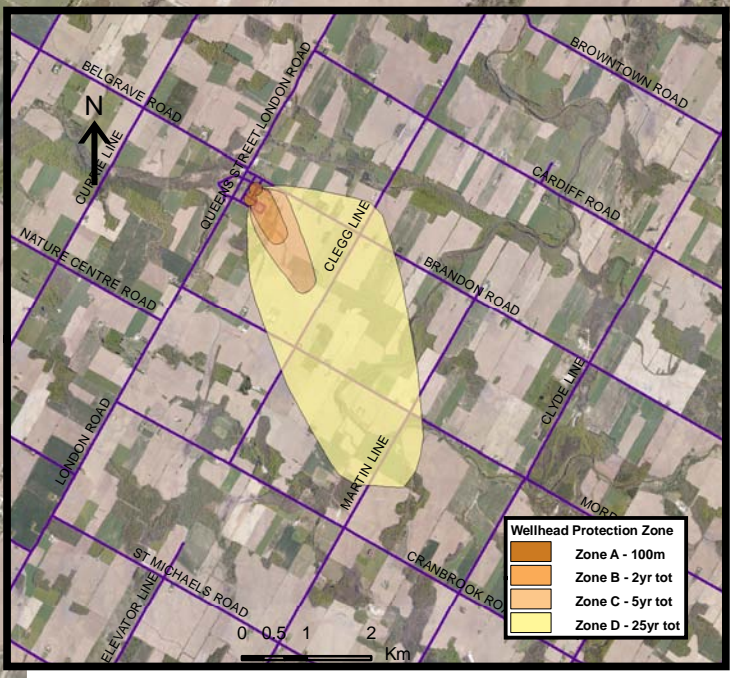 BROWNTOWN ROAD
BELGRAVE ROAD
N
QUEENS STREET LONDON ROAD
CURRIE LINE
CARDIFF ROAD
CLEGG LINE
NATURE CENTRE ROAD
BRANDON ROAD
CLYDE LINE
LONDON ROAD
MARTIN LINE
Wellhead Protection Zone
Zone A - 100m
Zone B - 2yr tot
Zone C - 5yr tot
Zone D - 25yr tot
ST MICHAELS ROAD
ELEVATOR LINE
0 0.5 1 2
Km